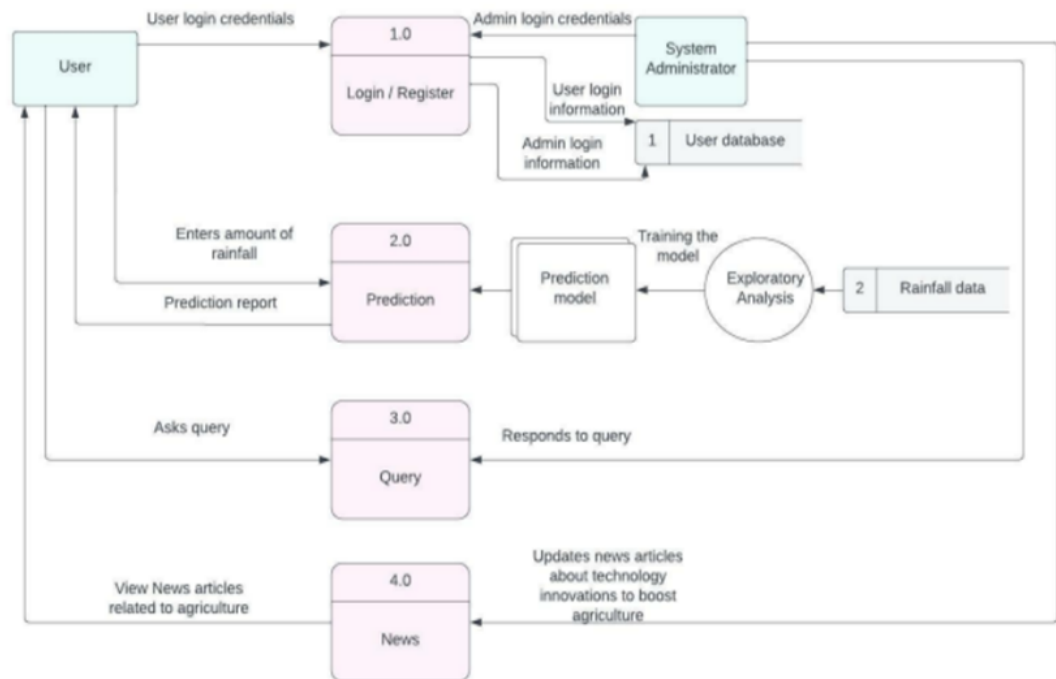 User login credentials
Admin login credentials
1.0
User
System
Administrator
Login / Register
User login
information
1
User database
Admin login
information
Enters amount of
rainfall
2.0
Training the
model
Prediction
model
Exploratory
Analysis
2
Rainfall data
Prediction
Prediction report
3.0
Asks query
Responds to query
Query
Updates news articles
about technology
innovations to boost
agriculture
4.0
View News articles
related to agriculture
News